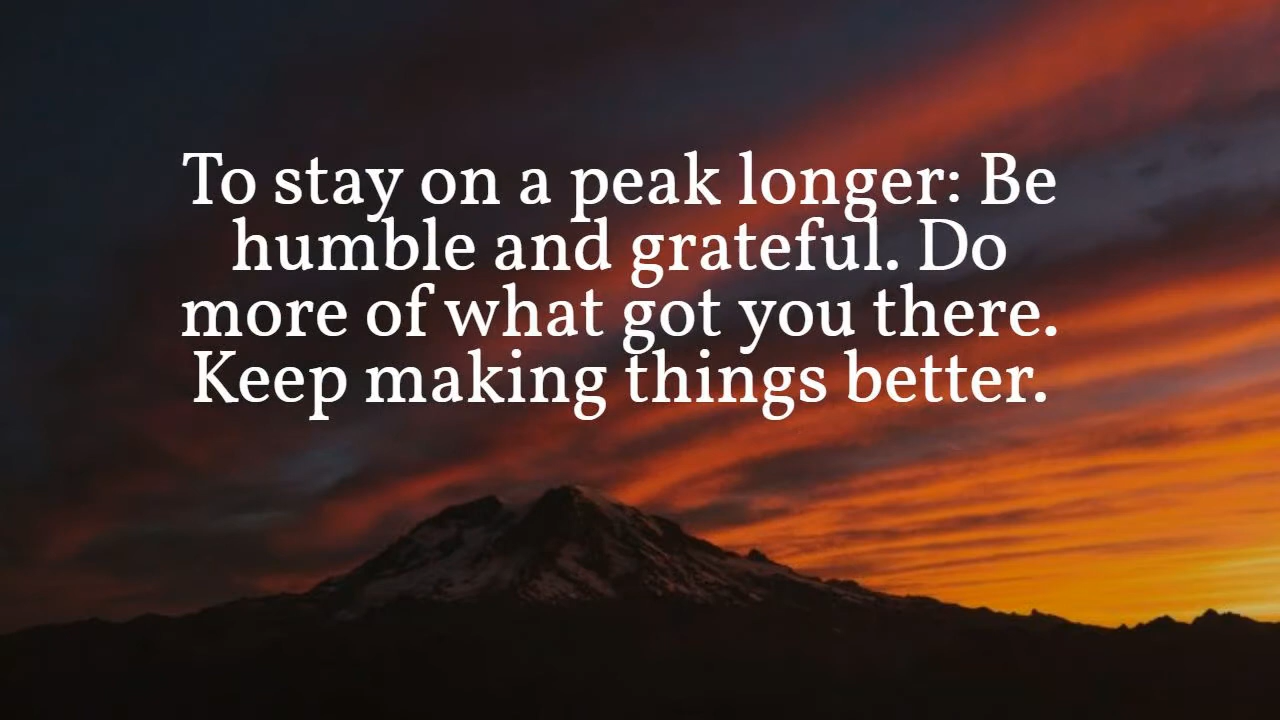 To stay on a peak longer: Be
humble and grateful. Do
more of what got you there.
Keep making things better.